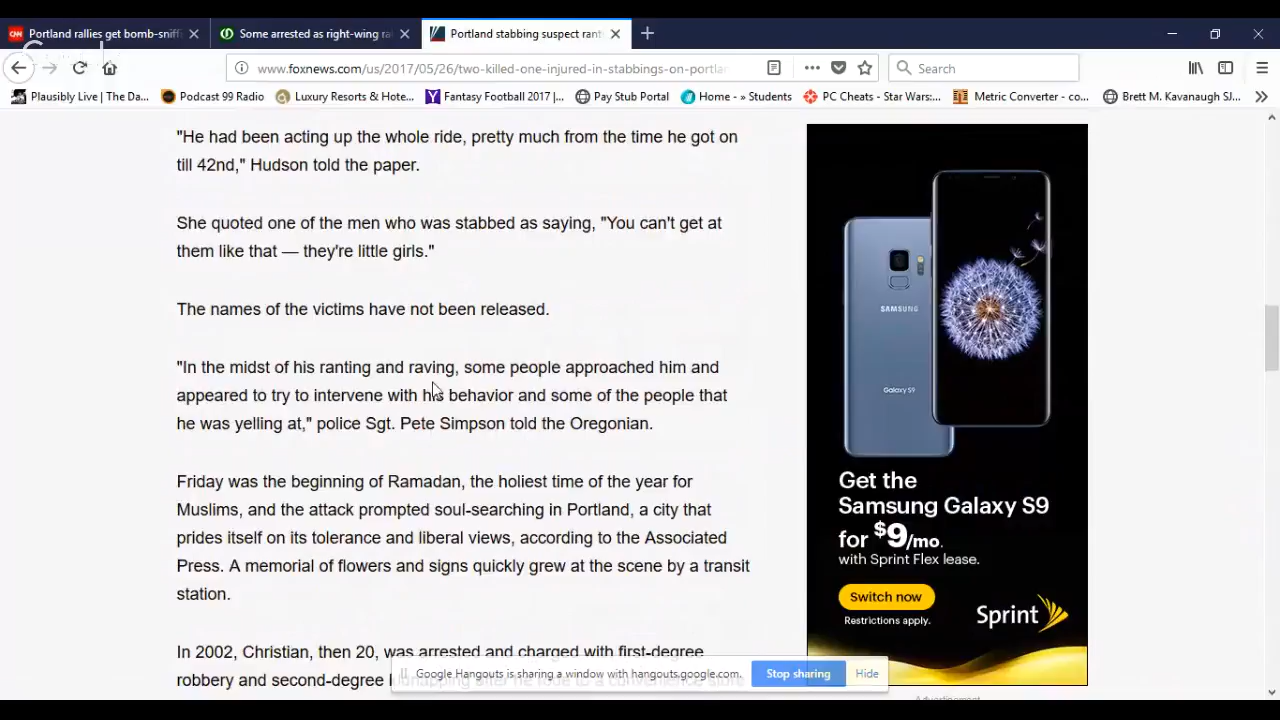 Portland rallies get bomb-sniff
Some arrested as right-wing ra
Portland stabbing suspect rant
www.foxnews.com/us/2017/05/26/two-killed-one-injured-in-stabbings-on-portlan
Search
Plausibly Live | The Da...
Podcast 99 Radio
Luxury Resorts & Hote...
Fantasy Football 2017 |...
Pay Stub Portal
Home - » Students
PC Cheats - Star Wars:...
Metric Converter - co...
Brett M. Kavanaugh SJ...
"He had been acting up the whole ride, pretty much from the time he got on
till 42nd," Hudson told the paper.
She quoted one of the men who was stabbed as saying, "You can't get at
them like that — they're little girls."
The names of the victims have not been released.
"In the midst of his ranting and raving, some people approached him and
appeared to try to intervene with his behavior and some of the people that
he was yelling at," police Sgt. Pete Simpson told the Oregonian.
Friday was the beginning of Ramadan, the holiest time of the year for
Muslims, and the attack prompted soul-searching in Portland, a city that
prides itself on its tolerance and liberal views, according to the Associated
Press. A memorial of flowers and signs quickly grew at the scene by a transit
station.
In 2002, Christian, then 20, was arrested and charged with first-degree
robbery and second-degree
SAMSUNG
Galaxy S9
Get the
Samsung Galaxy S9
for $9/mo.
with Sprint Flex lease.
Switch now
Restrictions apply.
Sprint
Google Hangouts is sharing a window with hangouts.google.com.
Stop sharing
Hide
Advertisement